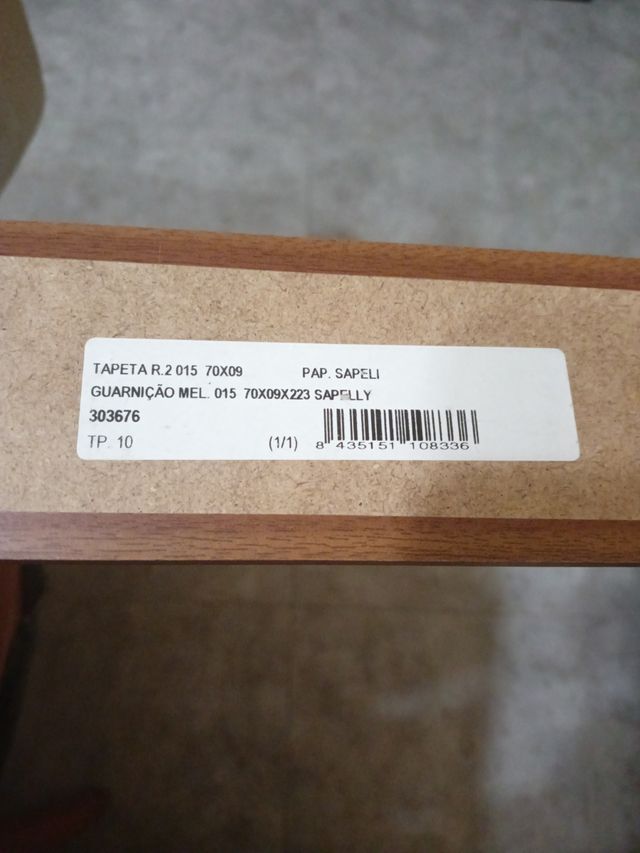 TAPETA R.2 015 70X09 PAP. SAPELI
GUARNIÇÃO MEL. 015 70X09X223 SAPELLY
303676
TP. 10 (1/1) 8 435151 108336